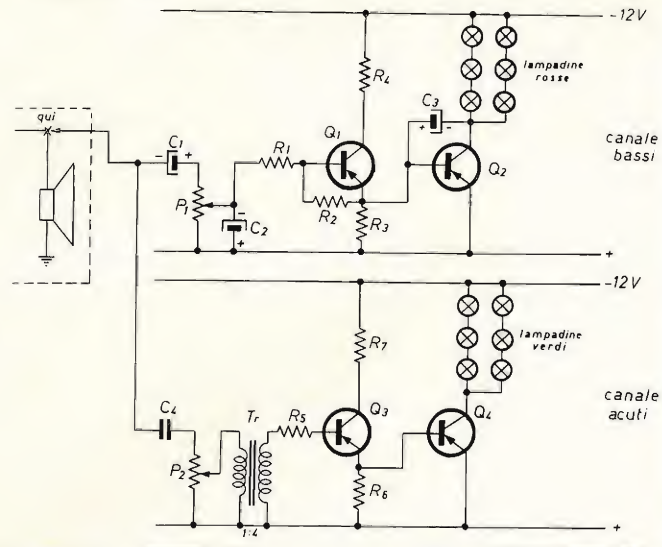 -12V
lampadine
rosse
R4
qui
C3
+ -
Q1
C1
- +
R1
Q2
canale
bassi
P1
R2
R3
-
C2
+
+
-12V
lampadine
verdi
R7
canale
acuti
C4
Tr
R5
Q3
Q4
P2
R6
1:4
+